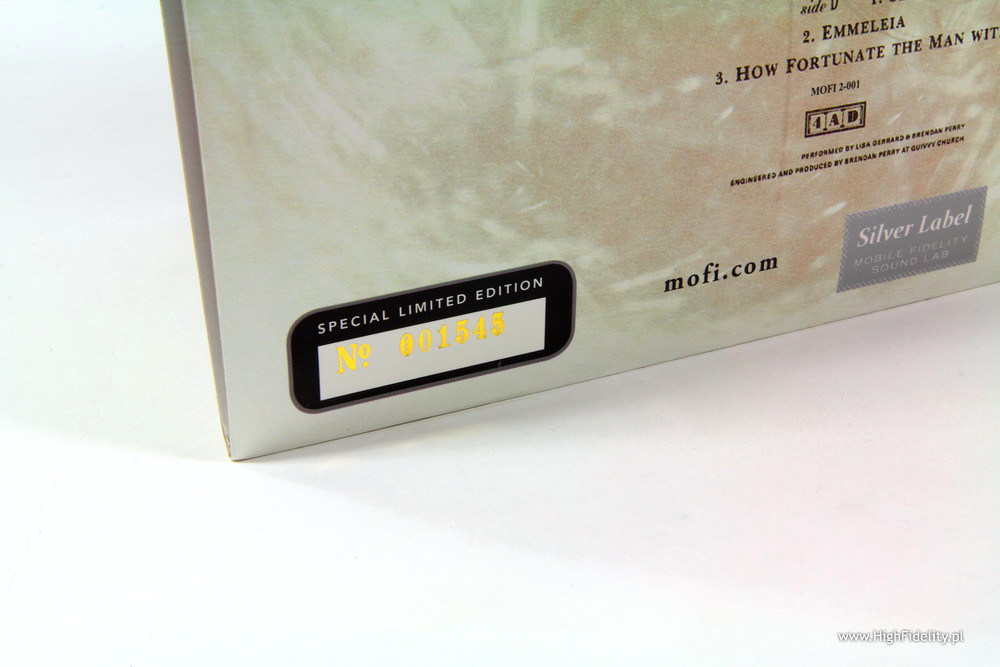 side D 1.
2. EMMELEIA
3. HOW FORTUNATE THE MAN WIT
MOFI 2-001
4AD
PERFORMED BY LISA GERRARD & BRENDAN PERRY
ENGINEERED AND PRODUCED BY BRENDAN PERRY AT QUIVVY CHURCH
Silver Label
MOBILE FIDELITY
SOUND LAB
mofi.com
SPECIAL LIMITED EDITION
Nº 001545
www.HighFidelity.pl